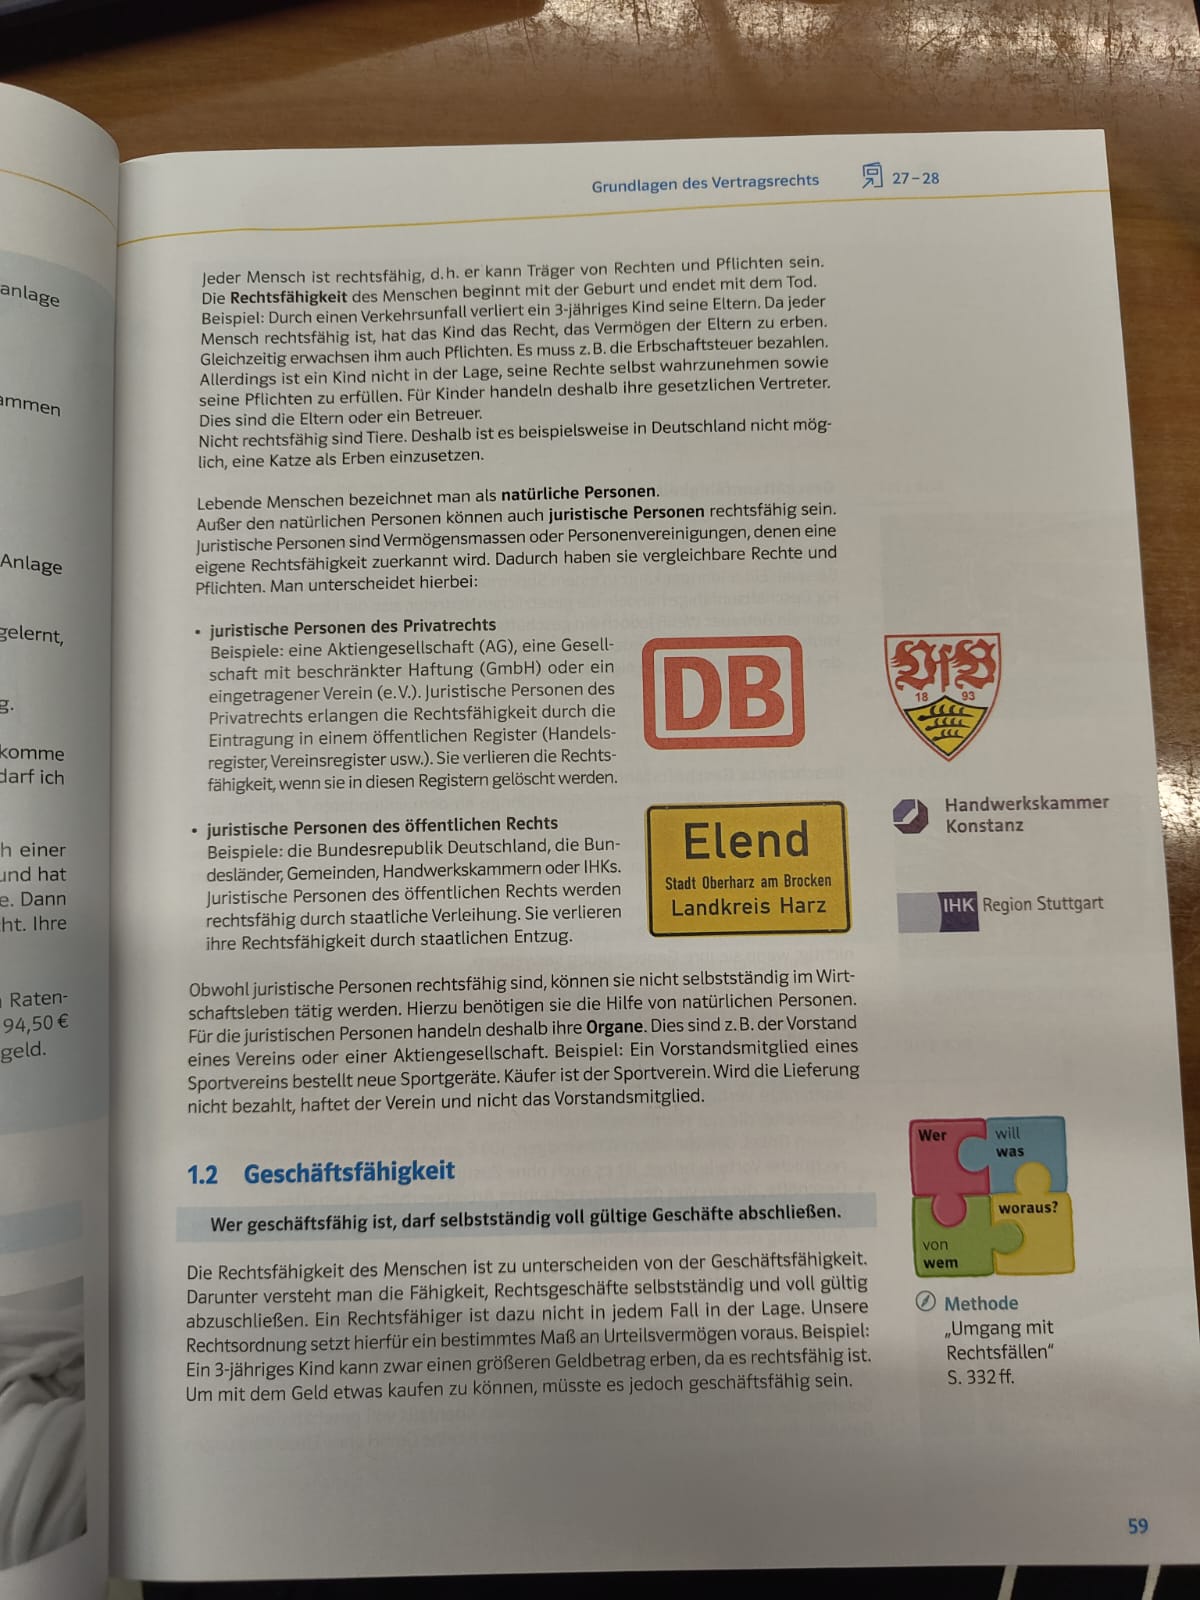 anlage
ammen
Anlage
gelernt,
g.
komme
darf ich
h einer
und hat
e. Dann
ht. Ihre
Raten-
94,50 €
geld.
Grundlagen des Vertragsrechts 27–28
Jeder Mensch ist rechtsfähig, d. h. er kann Träger von Rechten und Pflichten sein.
Die Rechtsfähigkeit des Menschen beginnt mit der Geburt und endet mit dem Tod.
Beispiel: Durch einen Verkehrsunfall verliert ein 3-jähriges Kind seine Eltern. Da jeder
Mensch rechtsfähig ist, hat das Kind das Recht, das Vermögen der Eltern zu erben.
Gleichzeitig erwachsen ihm auch Pflichten. Es muss z. B. die Erbschaftsteuer bezahlen.
Allerdings ist ein Kind nicht in der Lage, seine Rechte selbst wahrzunehmen sowie
seine Pflichten zu erfüllen. Für Kinder handeln deshalb ihre gesetzlichen Vertreter.
Dies sind die Eltern oder ein Betreuer.
Nicht rechtsfähig sind Tiere. Deshalb ist es beispielsweise in Deutschland nicht mög-
lich, eine Katze als Erben einzusetzen.
Lebende Menschen bezeichnet man als natürliche Personen.
Außer den natürlichen Personen können auch juristische Personen rechtsfähig sein.
Juristische Personen sind Vermögensmassen oder Personenvereinigungen, denen eine
eigene Rechtsfähigkeit zuerkannt wird. Dadurch haben sie vergleichbare Rechte und
Pflichten. Man unterscheidet hierbei:
• juristische Personen des Privatrechts
Beispiele: eine Aktiengesellschaft (AG), eine Gesell-
schaft mit beschränkter Haftung (GmbH) oder ein
eingetragener Verein (e. V.). Juristische Personen des
Privatrechts erlangen die Rechtsfähigkeit durch die
Eintragung in einem öffentlichen Register (Handels-
register, Vereinsregister usw.). Sie verlieren die Rechts-
fähigkeit, wenn sie in diesen Registern gelöscht werden.
DB
VfB
18 93
• juristische Personen des öffentlichen Rechts
Beispiele: die Bundesrepublik Deutschland, die Bun-
desländer, Gemeinden, Handwerkskammern oder IHKs.
Juristische Personen des öffentlichen Rechts werden
rechtsfähig durch staatliche Verleihung. Sie verlieren
ihre Rechtsfähigkeit durch staatlichen Entzug.
Elend
Stadt Oberharz am Brocken
Landkreis Harz
Handwerkskammer
Konstanz
IHK Region Stuttgart
Obwohl juristische Personen rechtsfähig sind, können sie nicht selbstständig im Wirt-
schaftsleben tätig werden. Hierzu benötigen sie die Hilfe von natürlichen Personen.
Für die juristischen Personen handeln deshalb ihre Organe. Dies sind z. B. der Vorstand
eines Vereins oder einer Aktiengesellschaft. Beispiel: Ein Vorstandsmitglied eines
Sportvereins bestellt neue Sportgeräte. Käufer ist der Sportverein. Wird die Lieferung
nicht bezahlt, haftet der Verein und nicht das Vorstandsmitglied.
1.2 Geschäftsfähigkeit
Wer geschäftsfähig ist, darf selbstständig voll gültige Geschäfte abschließen.
Die Rechtsfähigkeit des Menschen ist zu unterscheiden von der Geschäftsfähigkeit.
Darunter versteht man die Fähigkeit, Rechtsgeschäfte selbstständig und voll gültig
abzuschließen. Ein Rechtsfähiger ist dazu nicht in jedem Fall in der Lage. Unsere
Rechtsordnung setzt hierfür ein bestimmtes Maß an Urteilsvermögen voraus. Beispiel:
Ein 3-jähriges Kind kann zwar einen größeren Geldbetrag erben, da es rechtsfähig ist.
Um mit dem Geld etwas kaufen zu können, müsste es jedoch geschäftsfähig sein.
Wer
will
was
von
wem
woraus?
Methode
„Umgang mit
Rechtsfällen“
S. 332 ff.
59